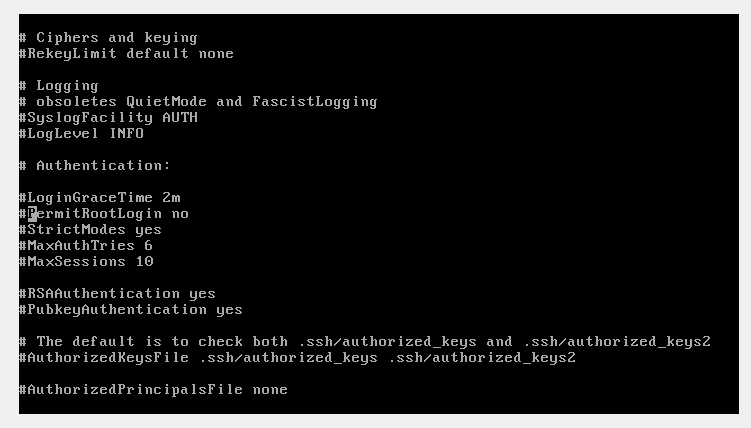 # Ciphers and keying
#RekeyLimit default none
# Logging
# obsoletes QuietMode and FascistLogging
#SyslogFacility AUTH
#LogLevel INFO
# Authentication:
#LoginGraceTime 2m
#PermitRootLogin no
#StrictModes yes
#MaxAuthTries 6
#MaxSessions 10
#RSAAuthentication yes
#PubkeyAuthentication yes
# The default is to check both .ssh/authorized_keys and .ssh/authorized_keys2
#AuthorizedKeysFile .ssh/authorized_keys .ssh/authorized_keys2
#AuthorizedPrincipalsFile none